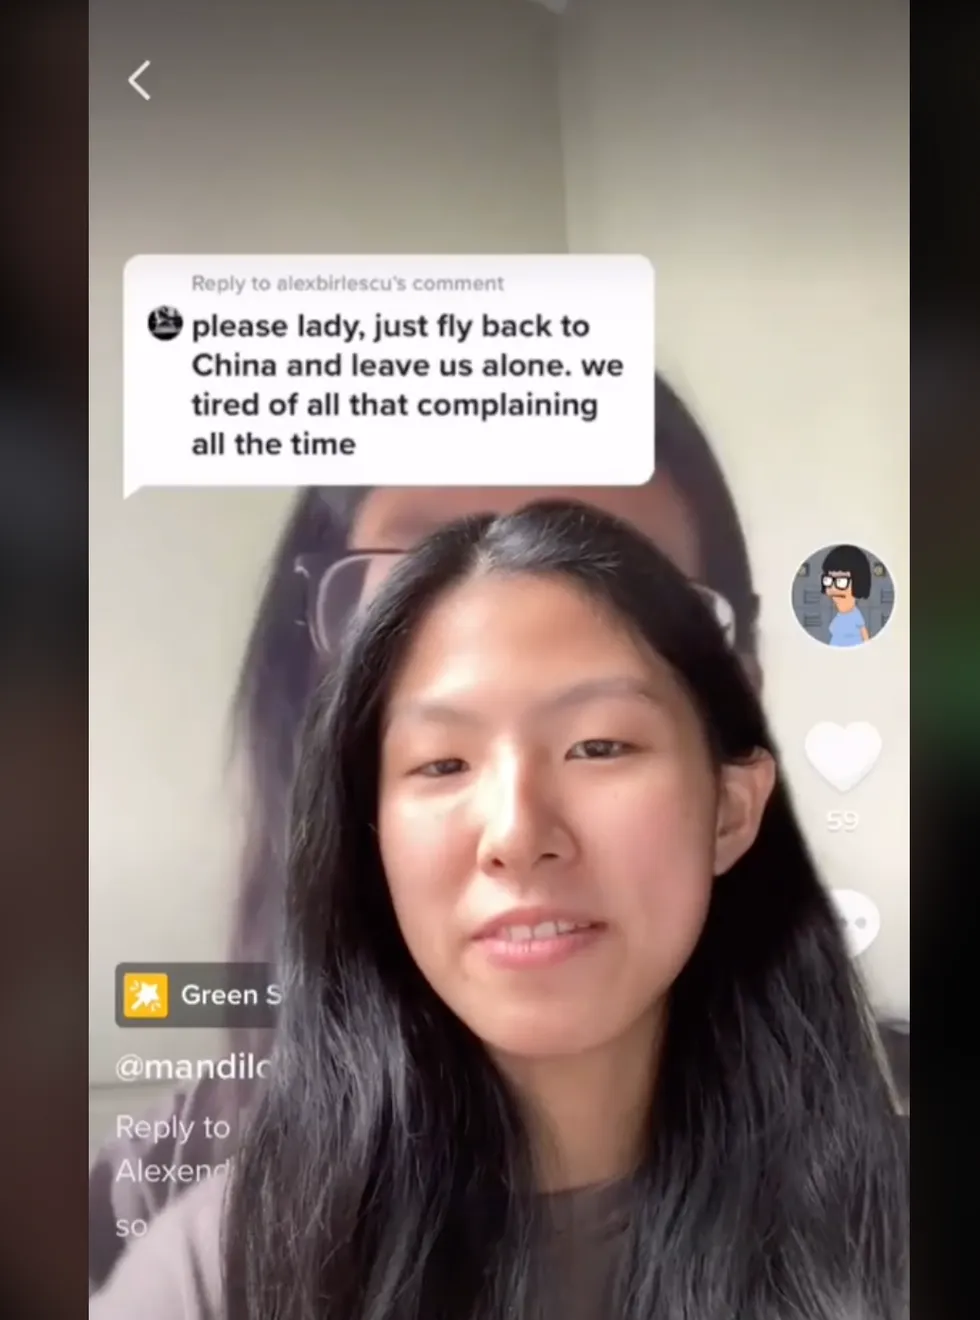 Reply to alexbirlescu's comment
please lady, just fly back to
China and leave us alone. we
tired of all that complaining
all the time
59
Green S
@mandilc
Reply to
Alexend
so